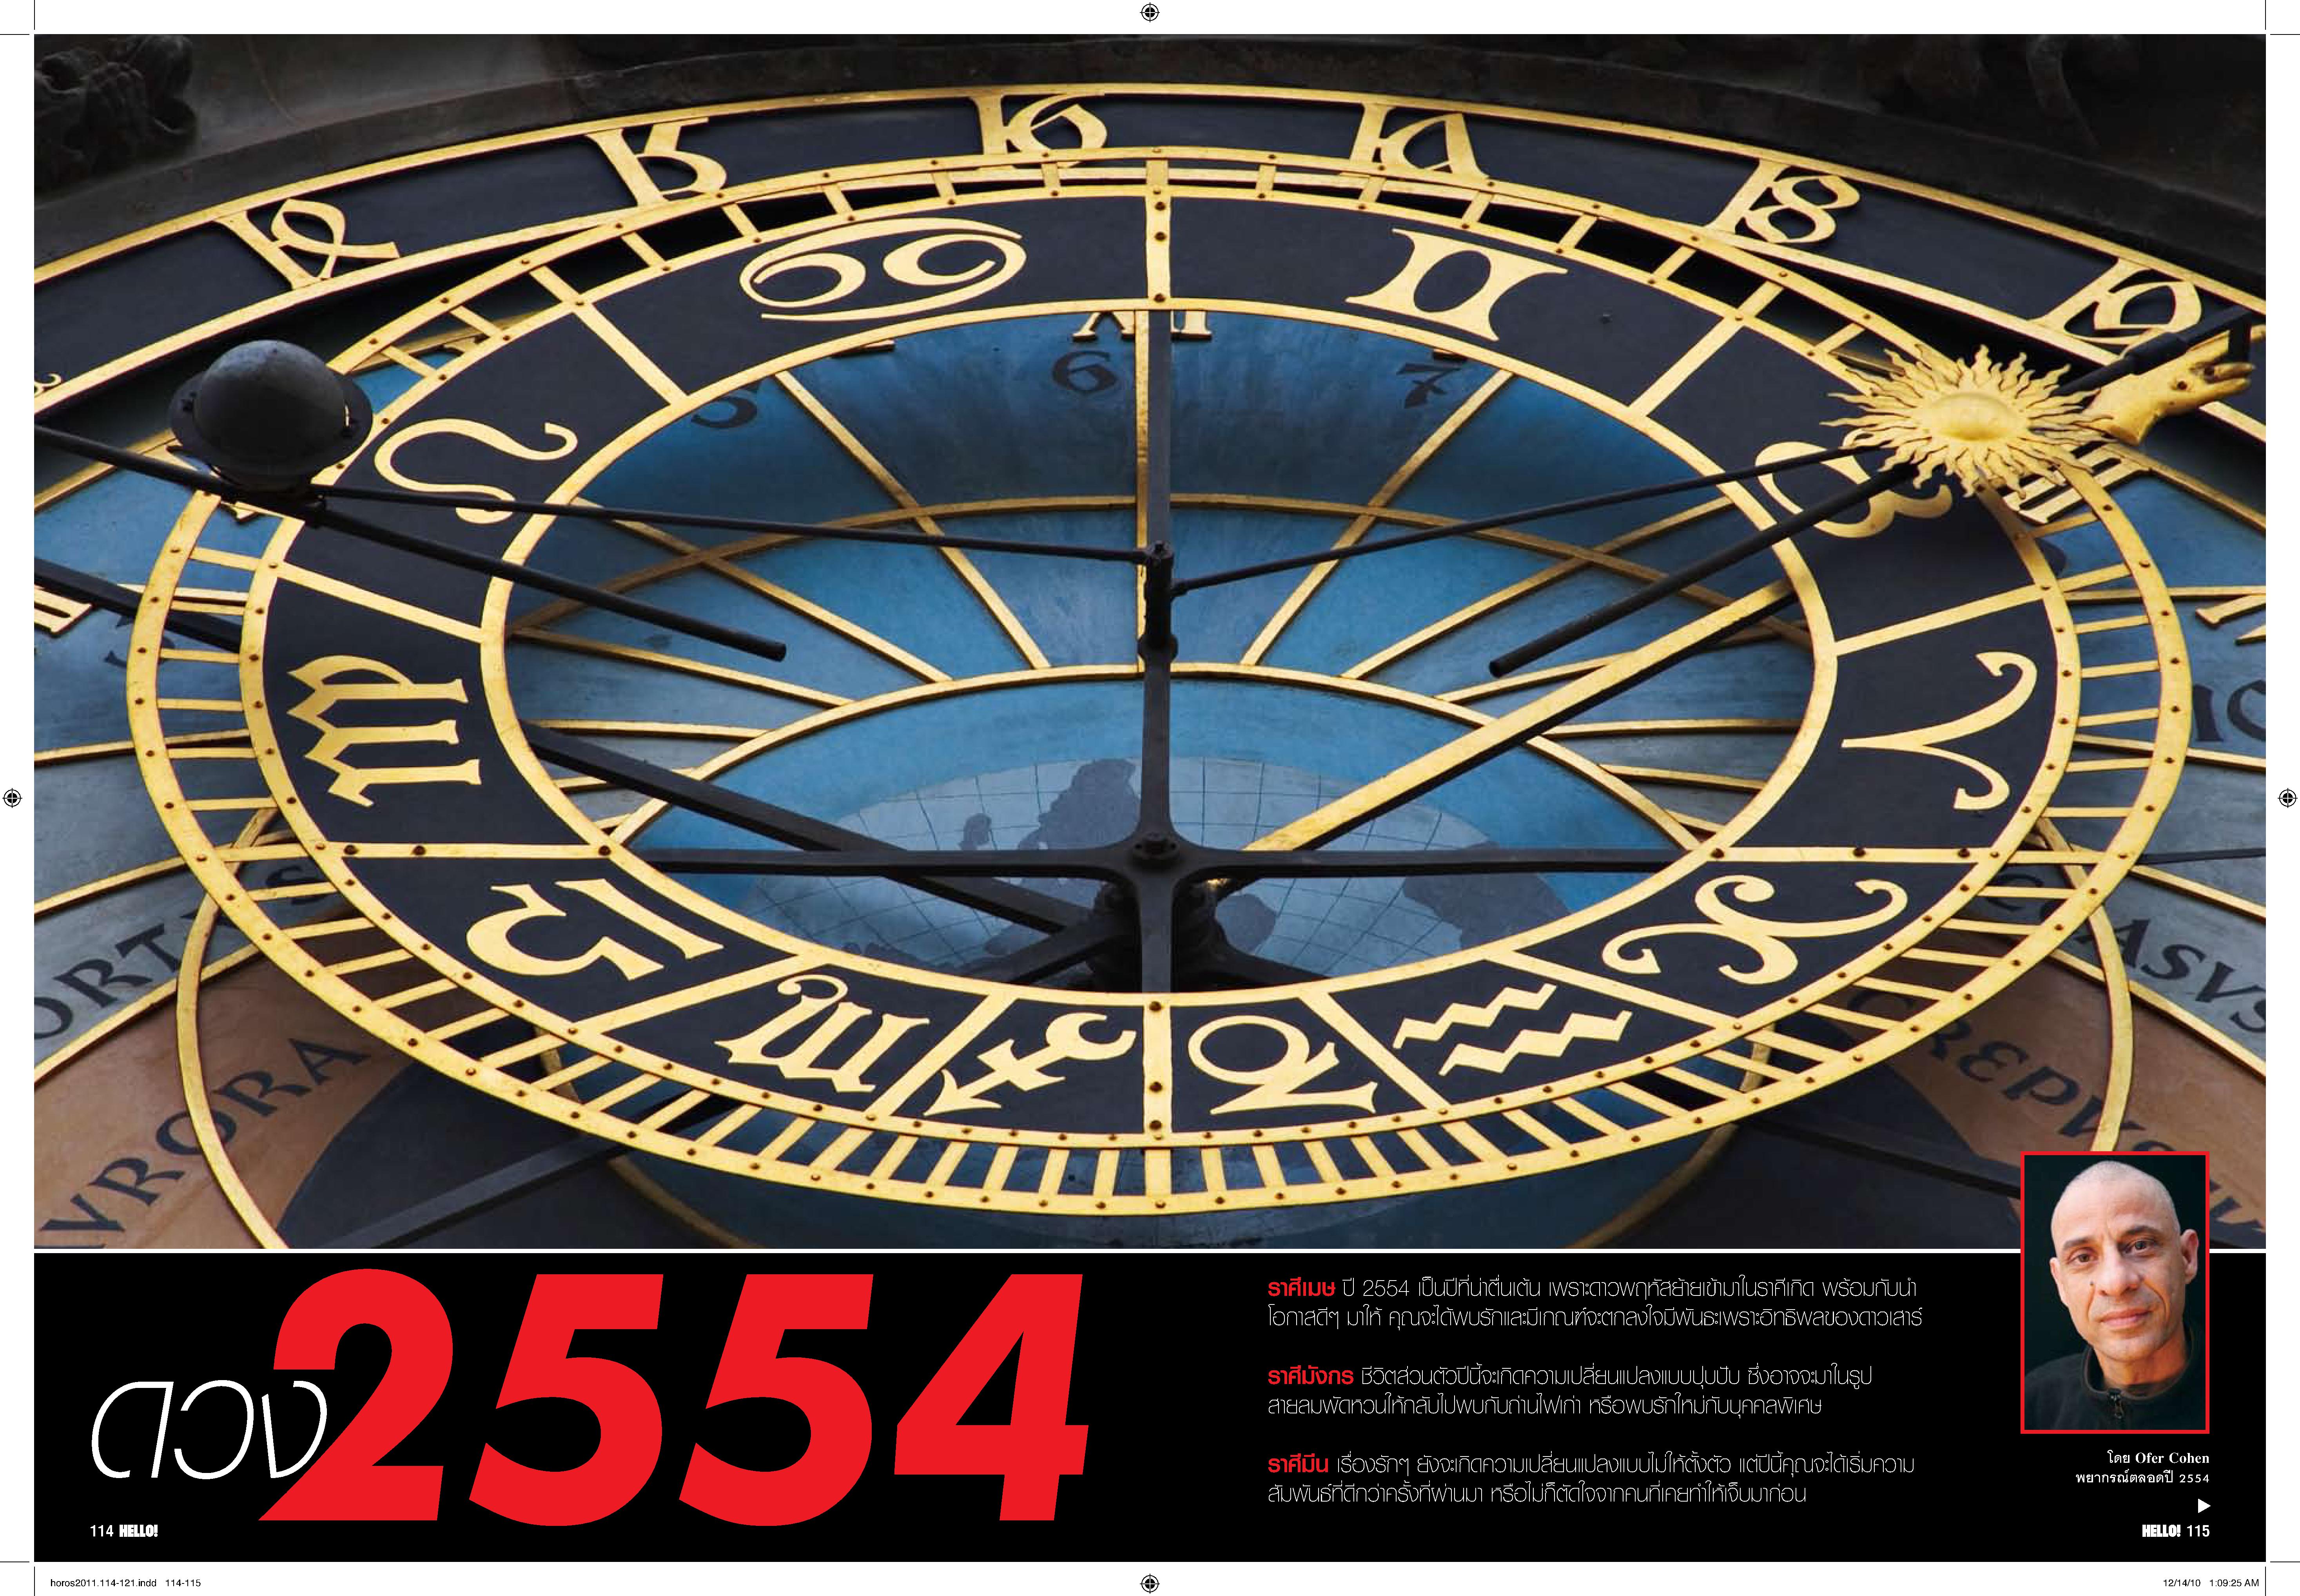 XII
5
6
7
ORT
VRORA
CCASVS
CREPVSCV
ดวง 2554
ราศีเมษ ปี 2554 เป็นปีที่น่าตื่นเต้น เพราะดาวพฤหัสย้ายเข้ามาในราศีเกิด พร้อมกับนำ
โอกาสดีๆ มาให้ คุณจะได้พบรักและมีเกณฑ์จะตกลงใจมีพันธะเพราะอิทธิพลของดาวเสาร์
ราศีมังกร ชีวิตส่วนตัวปีนี้จะเกิดความเปลี่ยนแปลงแบบปุบปับ ซึ่งอาจจะมาในรูป
สายลมพัดหวนให้กลับไปพบกับถ่านไฟเก่า หรือพบรักใหม่กับบุคคลพิเศษ
ราศีมีน เรื่องรักๆ ยังจะเกิดความเปลี่ยนแปลงแบบไม่ให้ตั้งตัว แต่ปีนี้คุณจะได้เริ่มความ
สัมพันธ์ที่ดีกว่าครั้งที่ผ่านมา หรือไม่ก็ตัดใจจากคนที่เคยทำให้เจ็บมาก่อน
โดย Ofer Cohen
พยากรณ์ตลอดปี 2554
114 HELLO!
HELLO! 115
horos2011.114-121.indd 114-115
12/14/10 1:09:25 AM